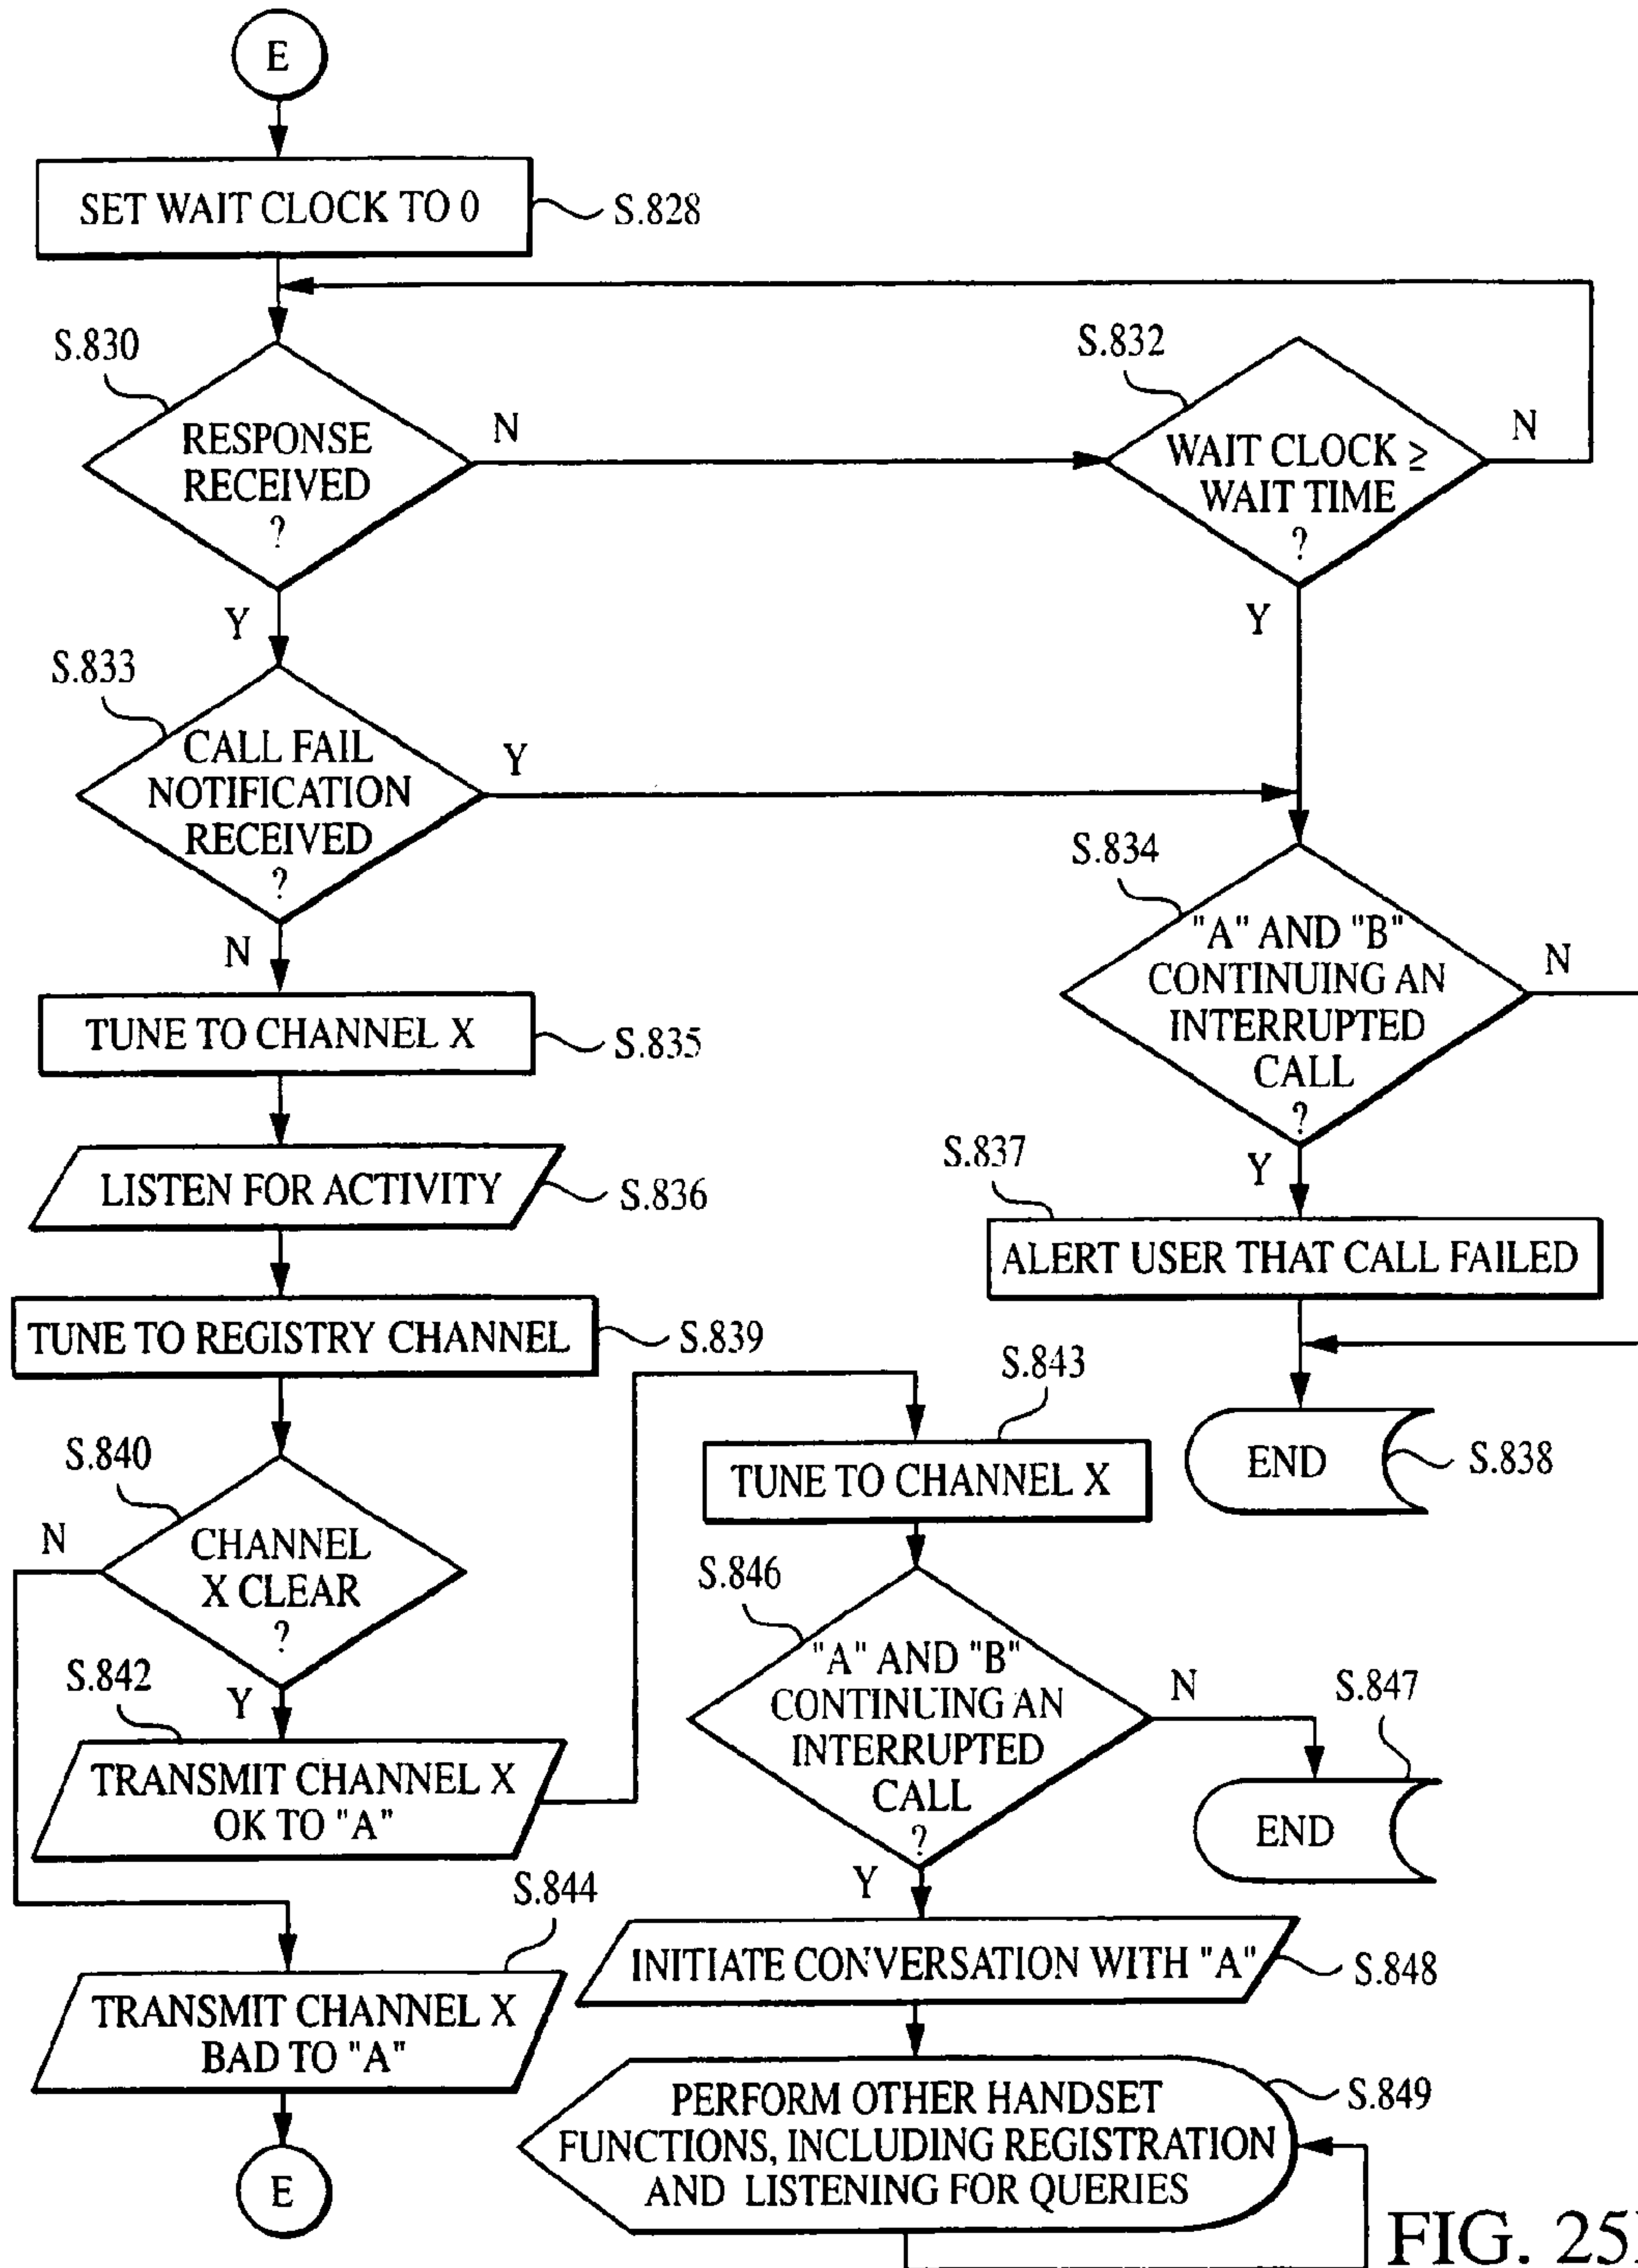 E
SET WAIT CLOCK TO 0
S.828
S.830
RESPONSE
RECEIVED
?
N
Y
S.832
WAIT CLOCK ≥
WAIT TIME
?
N
Y
S.833
CALL FAIL
NOTIFICATION
RECEIVED
?
Y
N
S.834
"A" AND "B"
CONTINUING AN
INTERRUPTED
CALL
?
N
Y
TUNE TO CHANNEL X
S.835
LISTEN FOR ACTIVITY
S.836
S.837
ALERT USER THAT CALL FAILED
TUNE TO REGISTRY CHANNEL
S.839
END
S.838
S.840
CHANNEL
X CLEAR
?
N
Y
S.842
TRANSMIT CHANNEL X
OK TO "A"
S.843
TUNE TO CHANNEL X
S.846
"A" AND "B"
CONTINUING AN
INTERRUPTED
CALL
?
N
Y
S.847
END
S.844
TRANSMIT CHANNEL X
BAD TO "A"
E
INITIATE CONVERSATION WITH "A"
S.848
PERFORM OTHER HANDSET
FUNCTIONS, INCLUDING REGISTRATION
AND LISTENING FOR QUERIES
S.849
FIG.